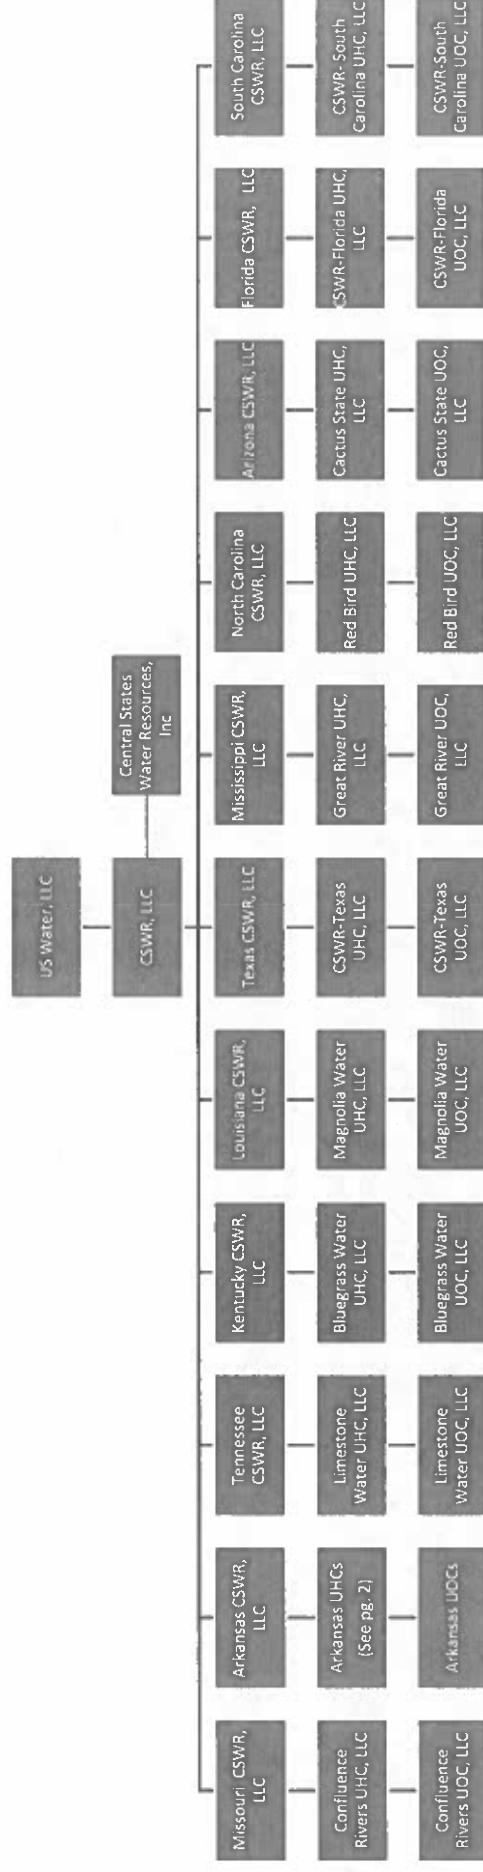 US Water, LLC
CSWR, LLC
Central States
Water Resources,
Inc
Missouri CSWR,
LLC
Arkansas CSWR,
LLC
Tennessee
CSWR, LLC
Kentucky CSWR,
LLC
Louisiana CSWR,
LLC
Texas CSWR, LLC
Mississippi CSWR,
LLC
North Carolina
CSWR, LLC
Arizona CSWR, LLC
Florida CSWR, LLC
South Carolina
CSWR, LLC
Confluence
Rivers UHC, LLC
Arkansas UHCs
(See pg. 2)
Limestone
Water UHC, LLC
Bluegrass Water
UHC, LLC
Magnolia Water
UHC, LLC
CSWR-Texas
UHC, LLC
Great River UHC,
LLC
Red Bird UHC, LLC
Cactus State UHC,
LLC
CSWR-Florida UHC,
LLC
CSWR- South
Carolina UHC, LLC
Confluence
Rivers UOC, LLC
Arkansas UOCs
Limestone
Water UOC, LLC
Bluegrass Water
UOC, LLC
Magnolia Water
UOC, LLC
CSWR-Texas
UOC, LLC
Great River UOC,
LLC
Red Bird UOC, LLC
Cactus State UOC,
LLC
CSWR-Florida
UOC, LLC
CSWR-South
Carolina UOC, LLC